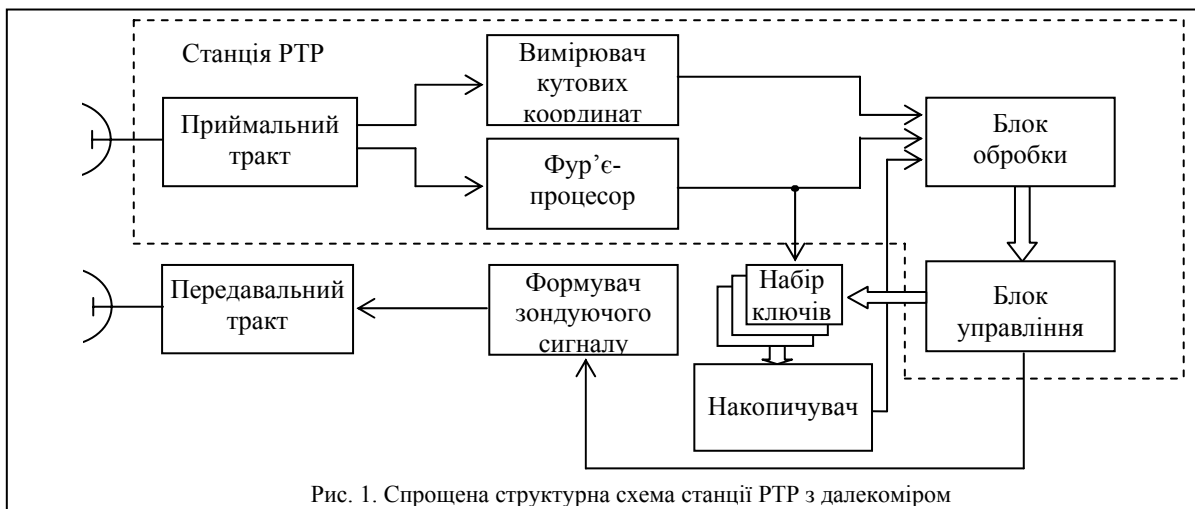 Станція РТР
Вимірювач
кутових
координат
Приймальний
тракт
Блок
обробки
Фур’є-
процесор
Передавальний
тракт
Формувач
зондуючого
сигналу
Набір
ключів
Блок
управління
Накопичувач
Рис. 1. Спрощена структурна схема станції РТР з далекоміром